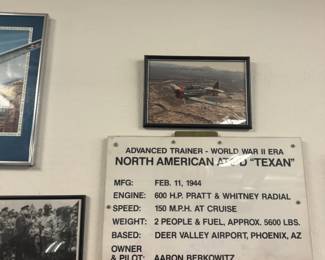 ADVANCED TRAINER - WORLD WAR II ERA
NORTH AMERICAN "TEXAN"
MFG: FEB. 11, 1944
ENGINE: 600 H.P. PRATT & WHITNEY RADIAL
SPEED: 150 M.P.H. AT CRUISE
WEIGHT: 2 PEOPLE & FUEL, APPROX. 5600 LBS.
BASED: DEER VALLEY AIRPORT, PHOENIX, AZ
OWNER
& PILOT: AARON BERKOWITZ